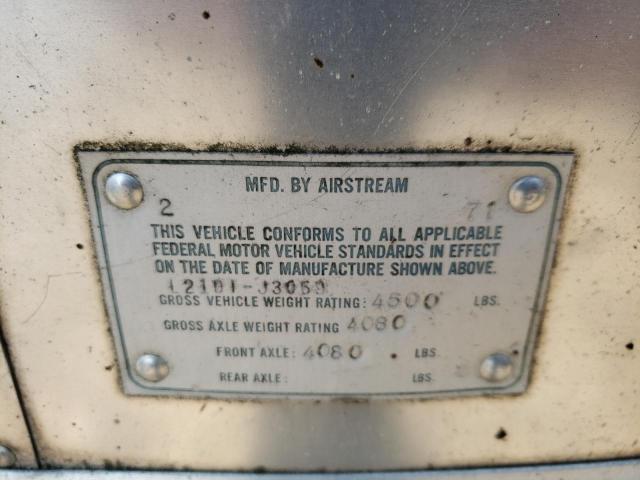 MFD. BY AIRSTREAM
2 71
THIS VEHICLE CONFORMS TO ALL APPLICABLE
FEDERAL MOTOR VEHICLE STANDARDS IN EFFECT
ON THE DATE OF MANUFACTURE SHOWN ABOVE.
GROSS VEHICLE WEIGHT RATING: 4500 LBS.
GROSS AXLE WEIGHT RATING 4080
FRONT AXLE: 4080 LBS.
REAR AXLE: LBS.